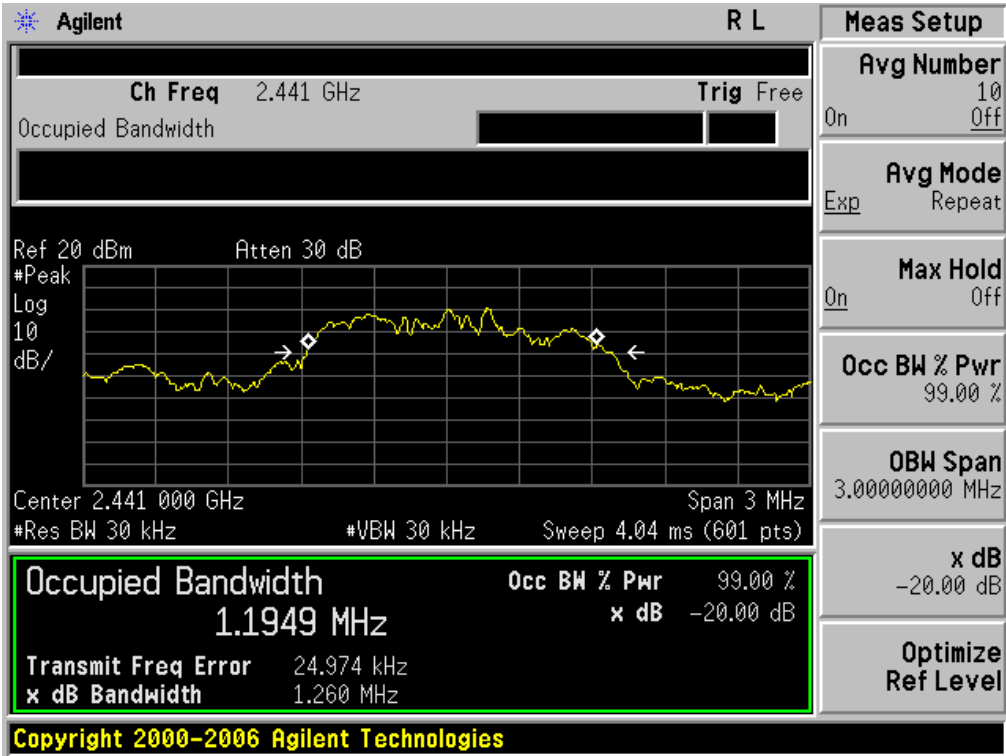 Agilent R L
Ch Freq 2.441 GHz Trig Free
Occupied Bandwidth
Ref 20 dBm Atten 30 dB
#Peak
Log
10
dB/
Center 2.441 000 GHz Span 3 MHz
#Res BW 30 kHz #VBW 30 kHz Sweep 4.04 ms (601 pts)
Occupied Bandwidth Occ BW % Pwr 99.00 %
1.1949 MHz x dB -20.00 dB
Transmit Freq Error 24.974 kHz
x dB Bandwidth 1.260 MHz
Copyright 2000-2006 Agilent Technologies
Meas Setup
Avg Number
10
On Off
Avg Mode
Exp Repeat
Max Hold
On Off
Occ BW % Pwr
99.00 %
OBW Span
3.00000000 MHz
x dB
-20.00 dB
Optimize
Ref Level